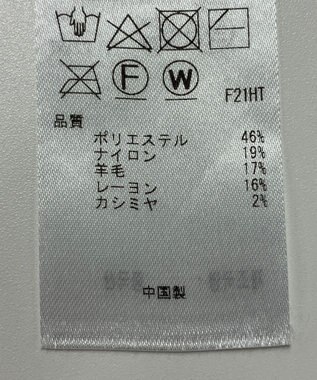 F W F21HT
品質
ポリエステル 46%
ナイロン 19%
羊毛 17%
レーヨン 16%
カシミヤ 2%
中国製